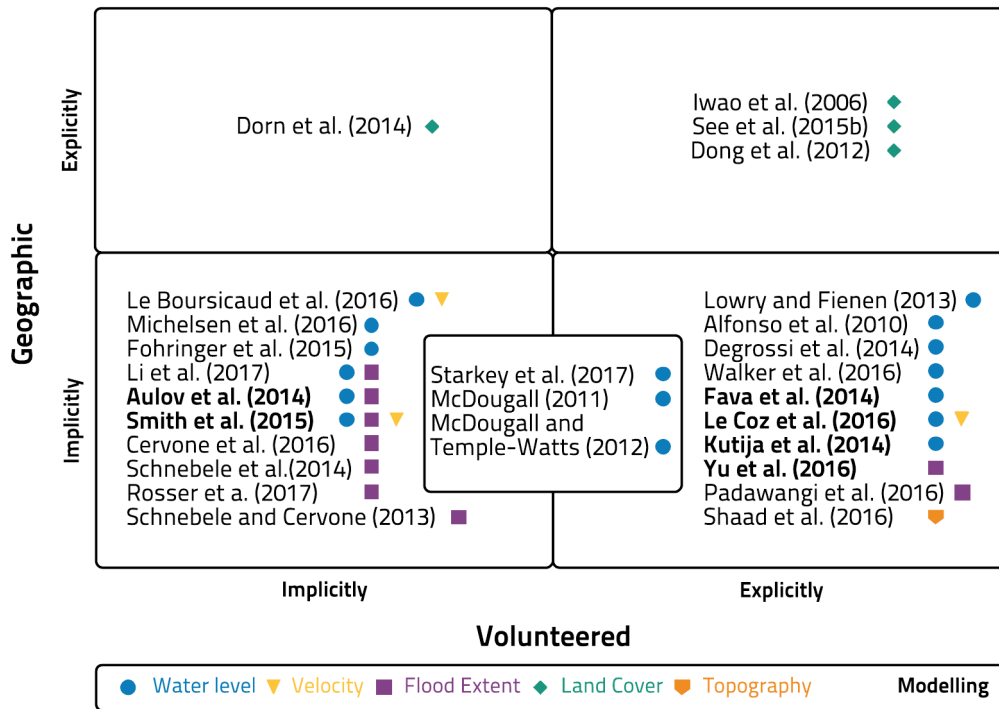 Geographic
Explicitly
Dorn et al. (2014)
Iwao et al. (2006)
See et al. (2015b)
Dong et al. (2012)
Implicitly
Le Boursicaud et al. (2016)
Michelsen et al. (2016)
Fohringer et al. (2015)
Li et al. (2017)
Aulov et al. (2014)
Smith et al. (2015)
Cervone et al. (2016)
Schnebele et al.(2014)
Rosser et a. (2017)
Schnebele and Cervone (2013)
Starkey et al. (2017)
McDougall (2011)
McDougall and
Temple-Watts (2012)
Lowry and Fienen (2013)
Alfonso et al. (2010)
Degrossi et al. (2014)
Walker et al. (2016)
Fava et al. (2014)
Le Coz et al. (2016)
Kutija et al. (2014)
Yu et al. (2016)
Padawangi et al. (2016)
Shaad et al. (2016)
Implicitly
Explicitly
Volunteered
Water level Velocity Flood Extent Land Cover Topography Modelling